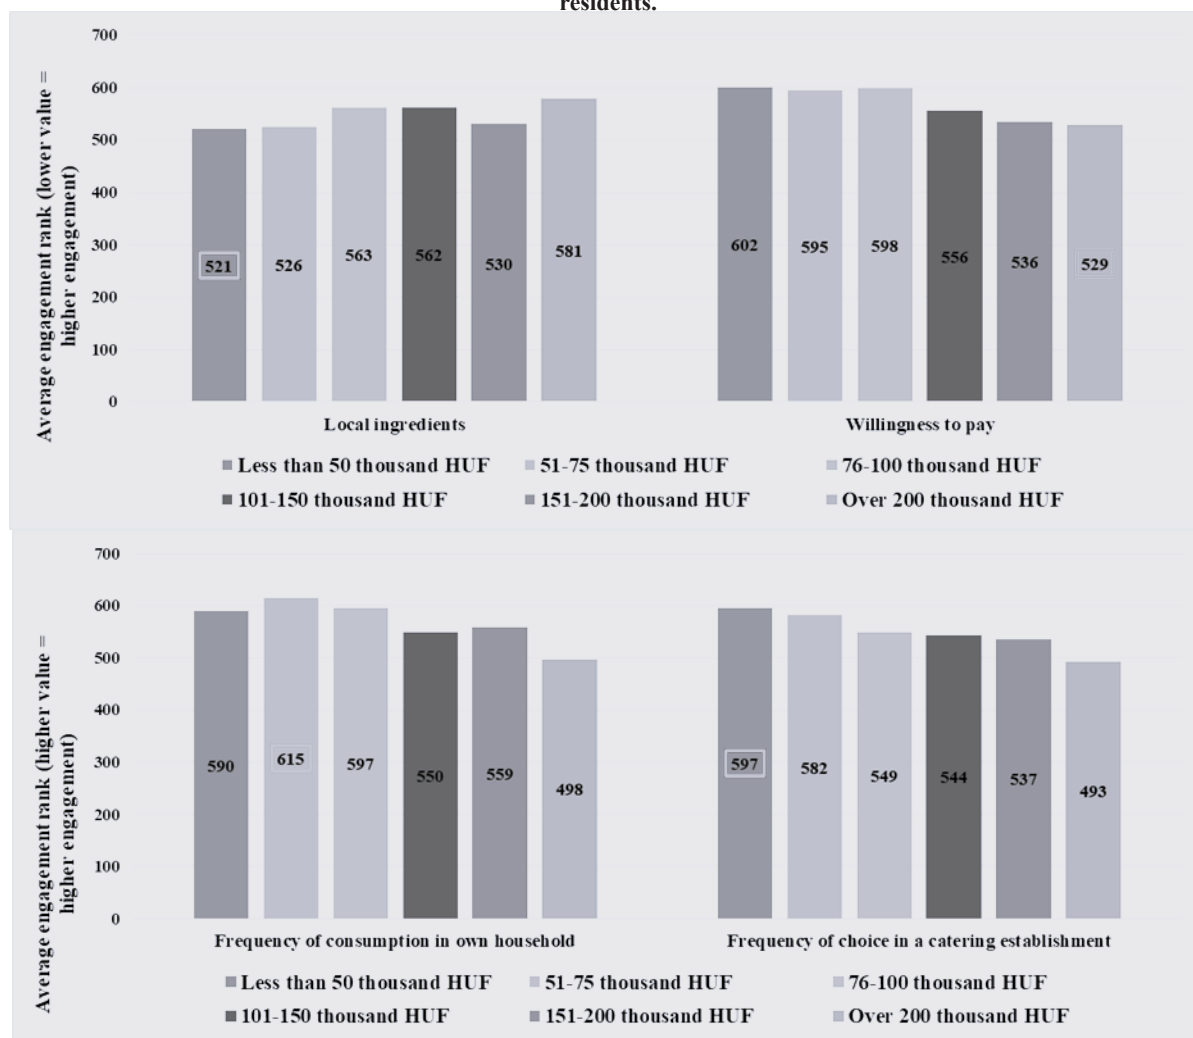 residents.
700
600
500
400
300
200
100
0
Average engagement rank (lower value =
higher engagement)
521 526 563 562 530 581
602 595 598 556 536 529
Local ingredients Willingness to pay
Less than 50 thousand HUF 51-75 thousand HUF 76-100 thousand HUF
101-150 thousand HUF 151-200 thousand HUF Over 200 thousand HUF
700
600
500
400
300
200
100
0
Average engagement rank (higher value =
higher engagement)
590 615 597 550 559 498
597 582 549 544 537 493
Frequency of consumption in own household Frequency of choice in a catering establishment
Less than 50 thousand HUF 51-75 thousand HUF 76-100 thousand HUF
101-150 thousand HUF 151-200 thousand HUF Over 200 thousand HUF